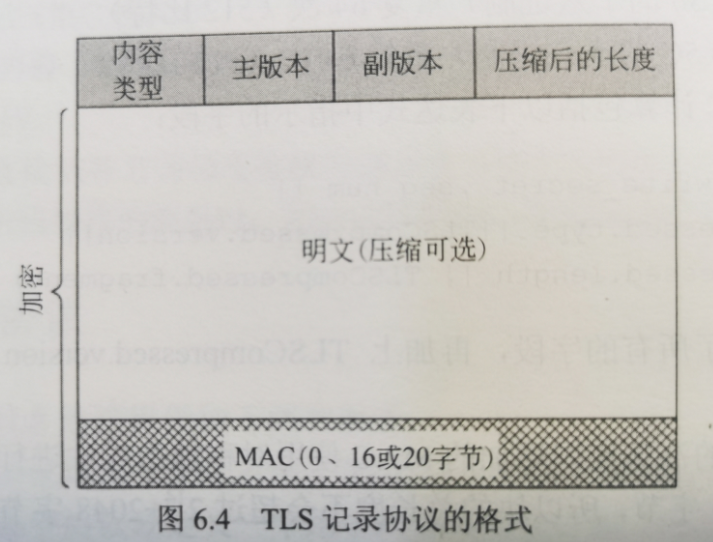 内容
类型
主版本
副版本
压缩后的长度
加密
明文(压缩可选)
MAC(0、16或20字节)
图 6.4 TLS 记录协议的格式